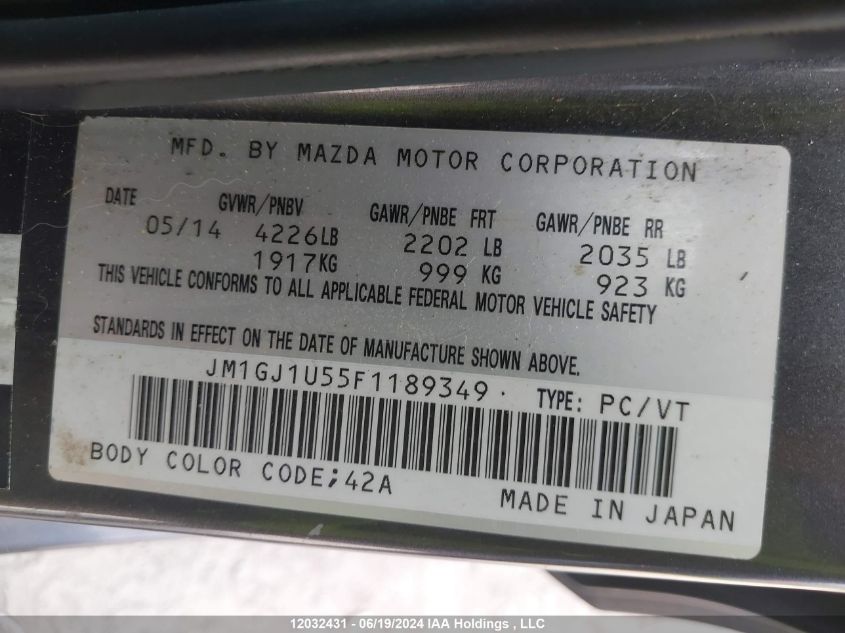 MFD. BY MAZDA MOTOR CORPORATION
DATE GVWR/PNBV GAWR/PNBE FRT GAWR/PNBE RR
05/14 4226LB 2202 LB 2035 LB
1917KG 999 KG 923 KG
THIS VEHICLE CONFORMS TO ALL APPLICABLE FEDERAL MOTOR VEHICLE SAFETY
STANDARDS IN EFFECT ON THE DATE OF MANUFACTURE SHOWN ABOVE.
JM1GJ1U55F1189349 TYPE: PC/VT
BODY COLOR CODE;42A
MADE IN JAPAN
12032431 - 06/19/2024 IAA Holdings , LLC